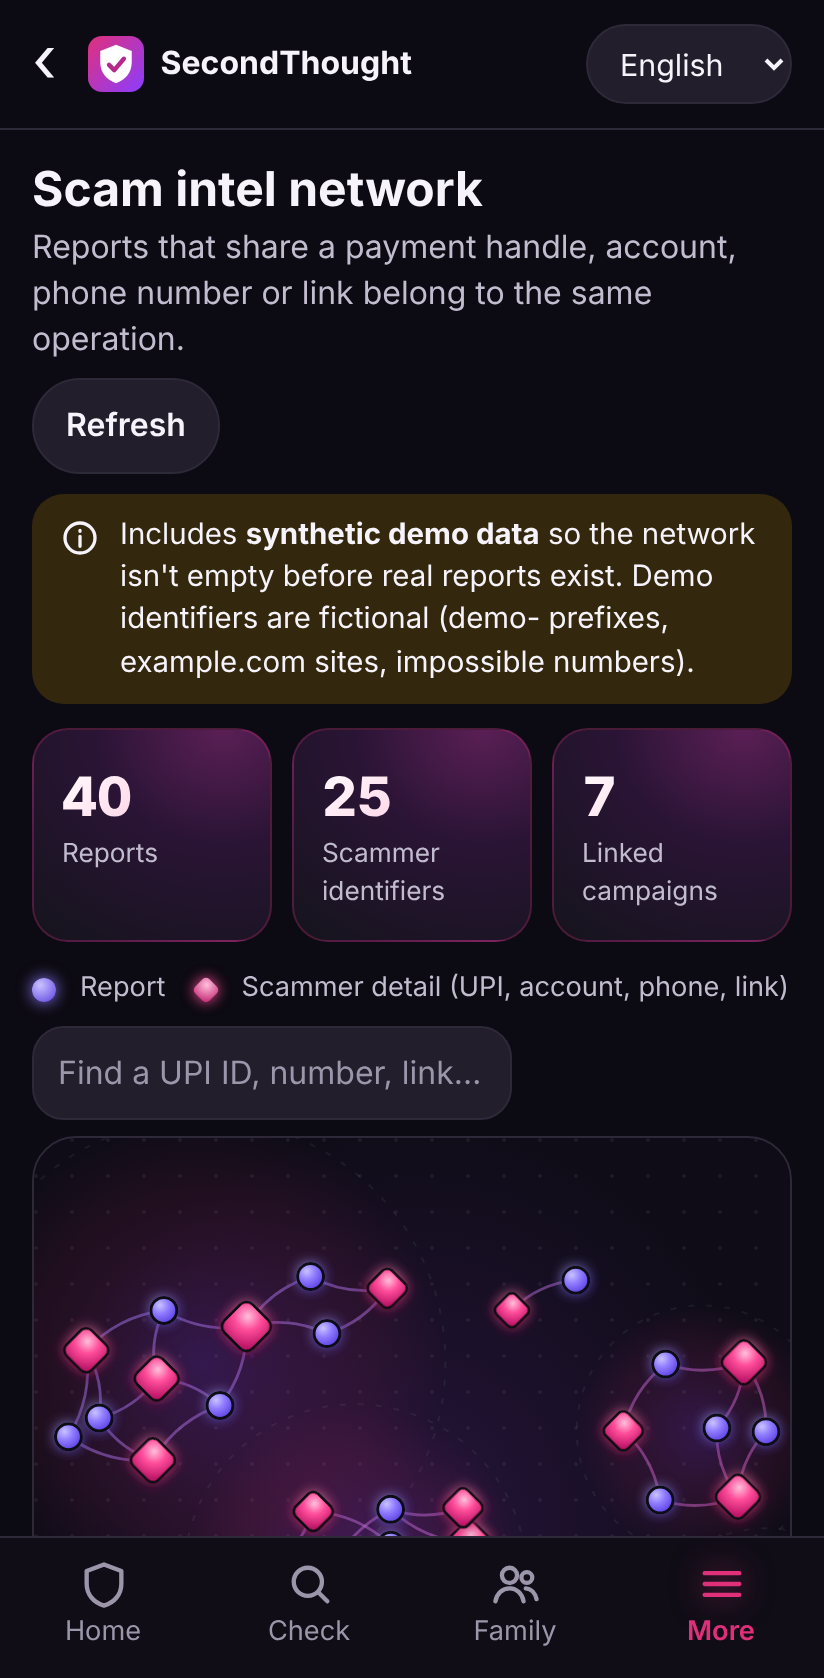 SecondThought
English
Scam intel network
Reports that share a payment handle, account,
phone number or link belong to the same
operation.
Refresh
Includes synthetic demo data so the network
isn't empty before real reports exist. Demo
identifiers are fictional (demo- prefixes,
example.com sites, impossible numbers).
40
Reports
25
Scammer
identifiers
7
Linked
campaigns
Report
Scammer detail (UPI, account, phone, link)
Find a UPI ID, number, link...
Home
Check
Family
More